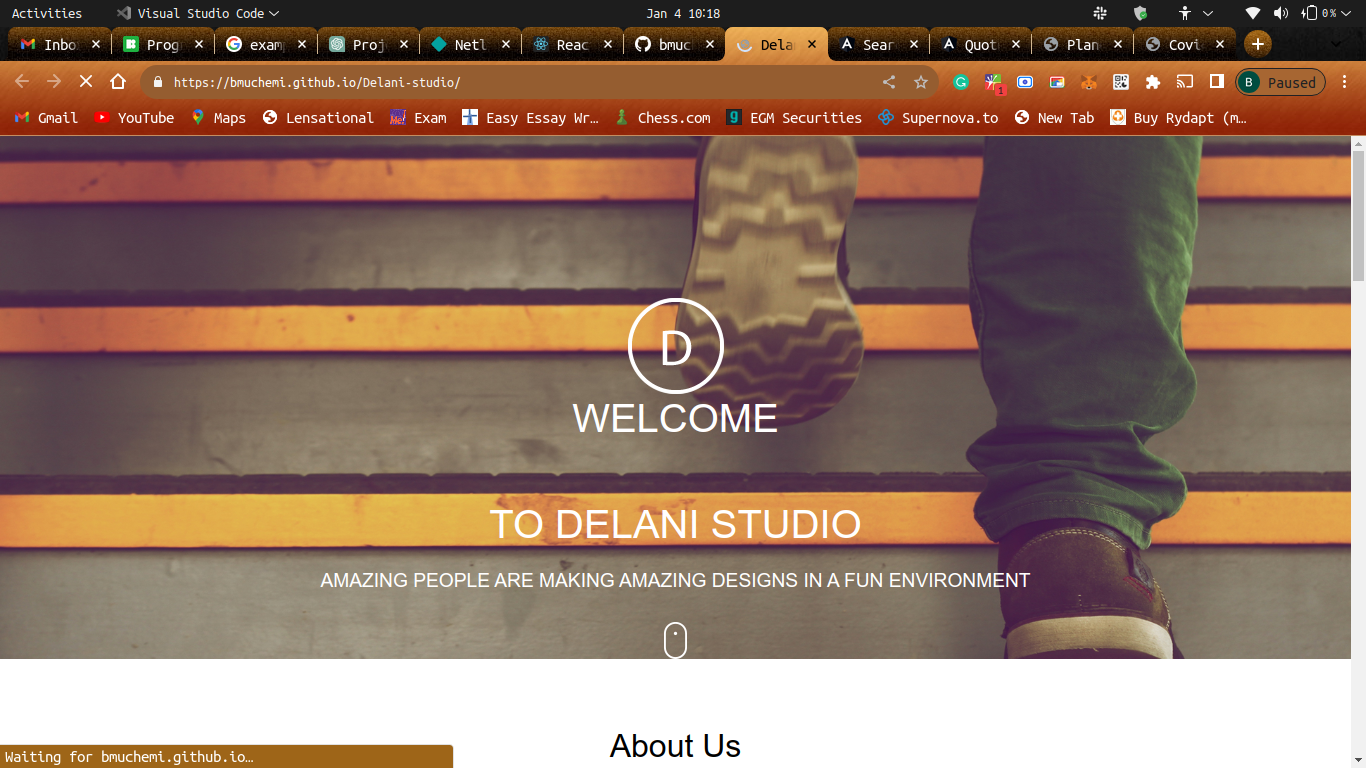 Activities Visual Studio Code Jan 4 10:18 0 %
Inbo Prog exam Proj Netl Reac bmuc Dela Sear Quot Plan Covi
https://bmuchemi.github.io/Delani-studio/ 1 B Paused
Gmail YouTube Maps Lensational Exam Easy Essay Wr… Chess.com EGM Securities Supernova.to New Tab Buy Rydapt (m…
D
WELCOME
TO DELANI STUDIO
AMAZING PEOPLE ARE MAKING AMAZING DESIGNS IN A FUN ENVIRONMENT
About Us
Waiting for bmuchemi.github.io…